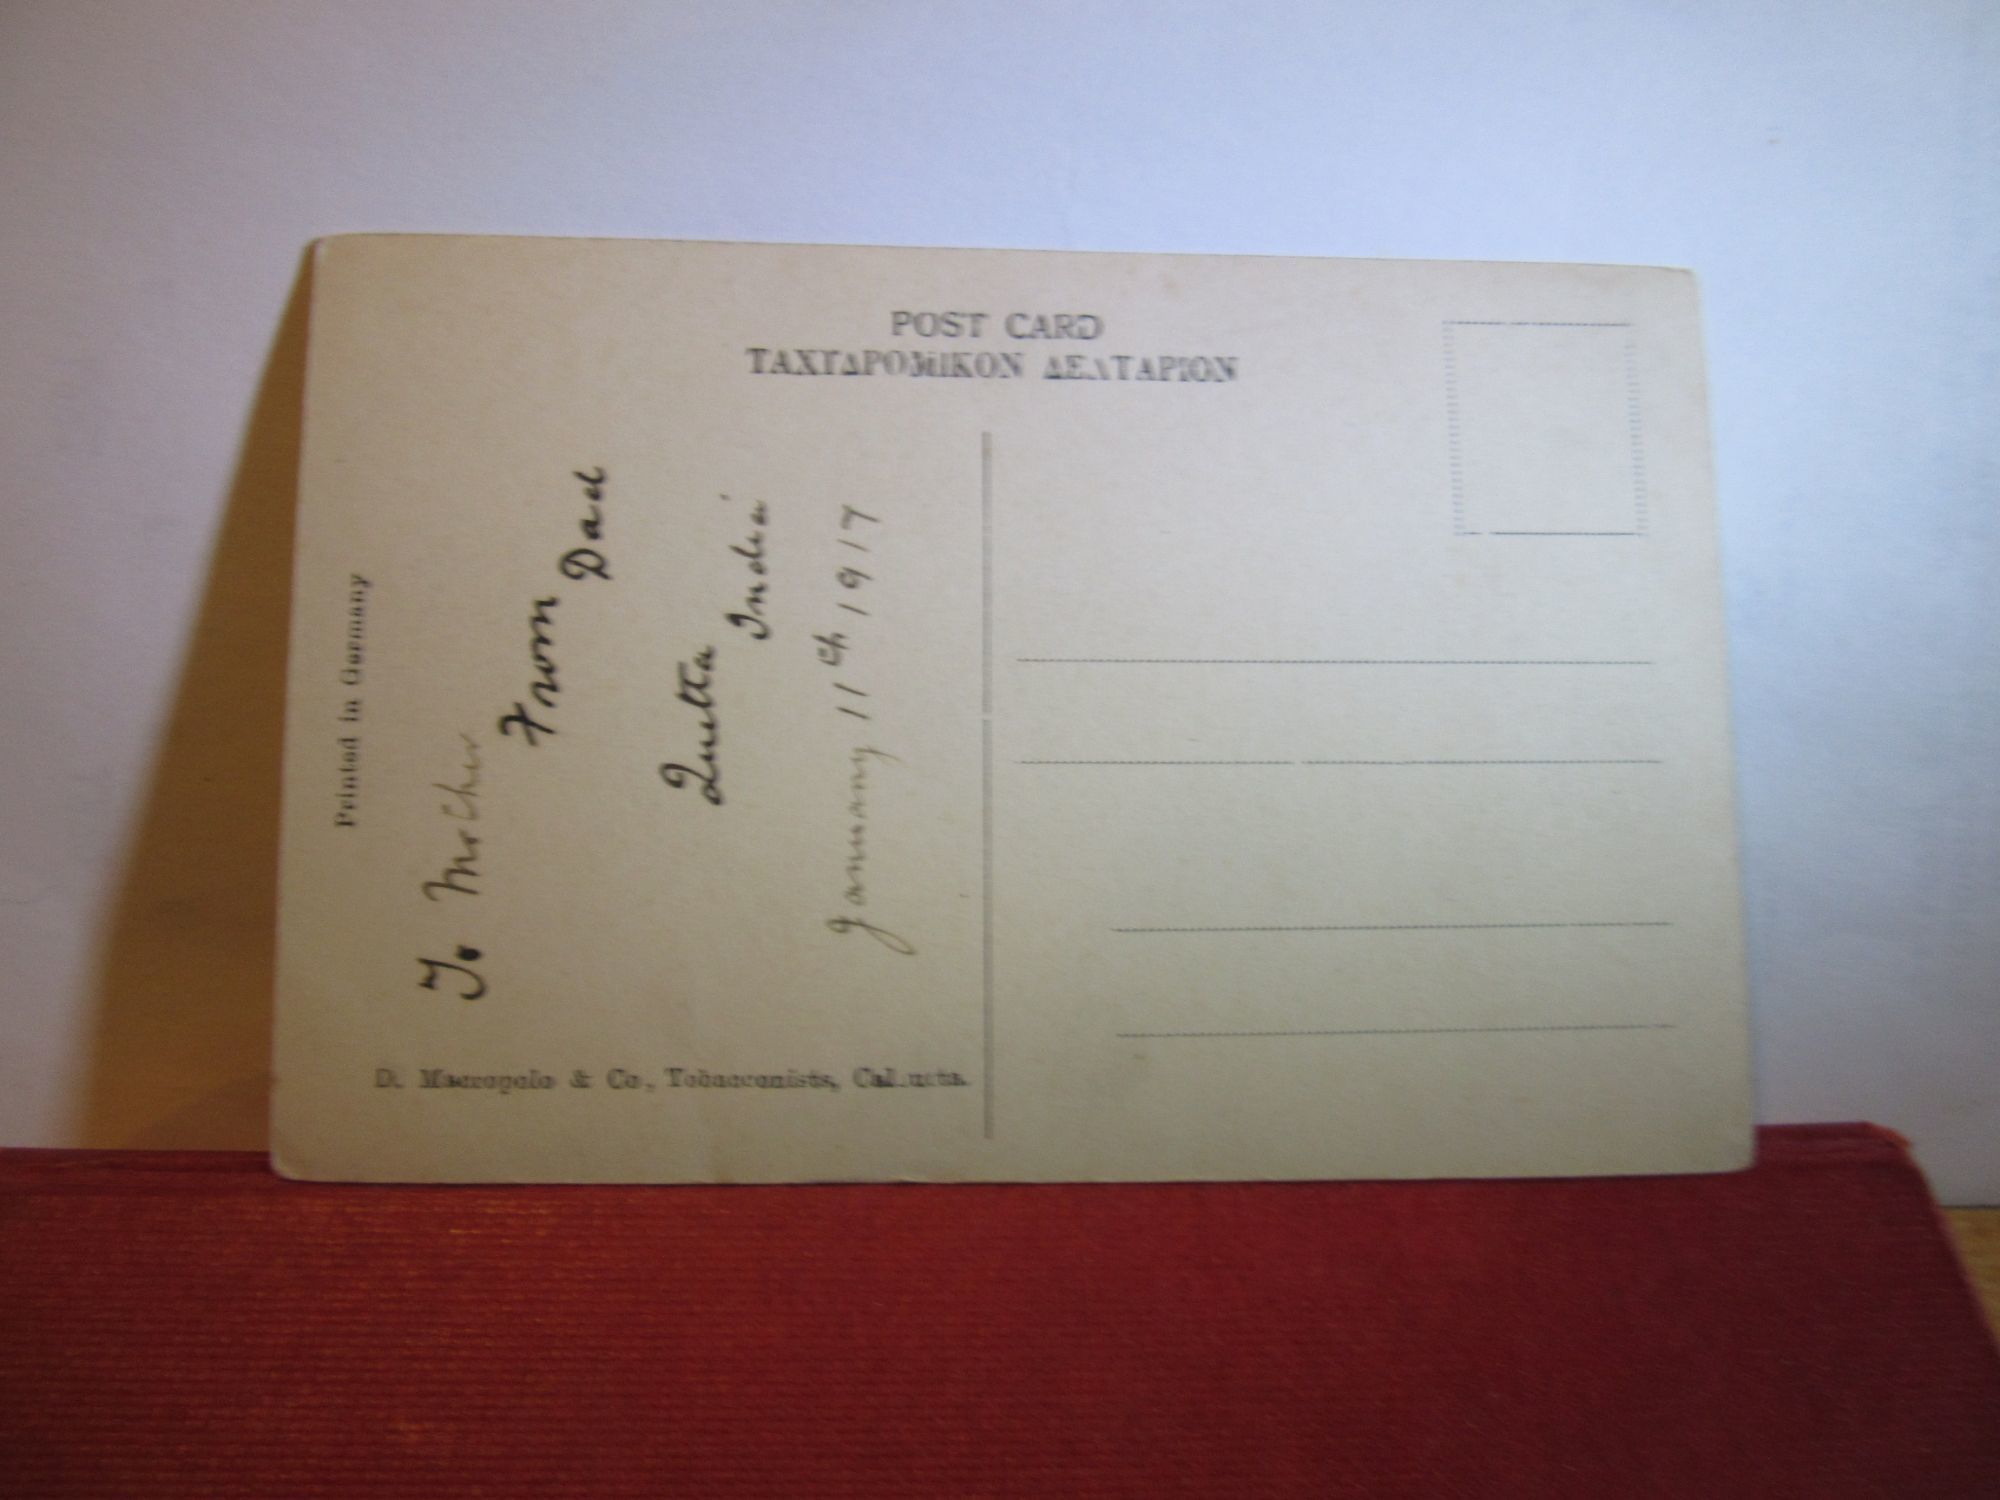 POST CARD
ΤΑΧΥΔΡΟΜΙΚΟΝ ΔΕΛΤΑΡΙΟΝ
Printed in Germany
To Mother
From
Dad
Quetta
India
January 11th 1917
D. Macropolo & Co., Tobacconists, Calcutta.